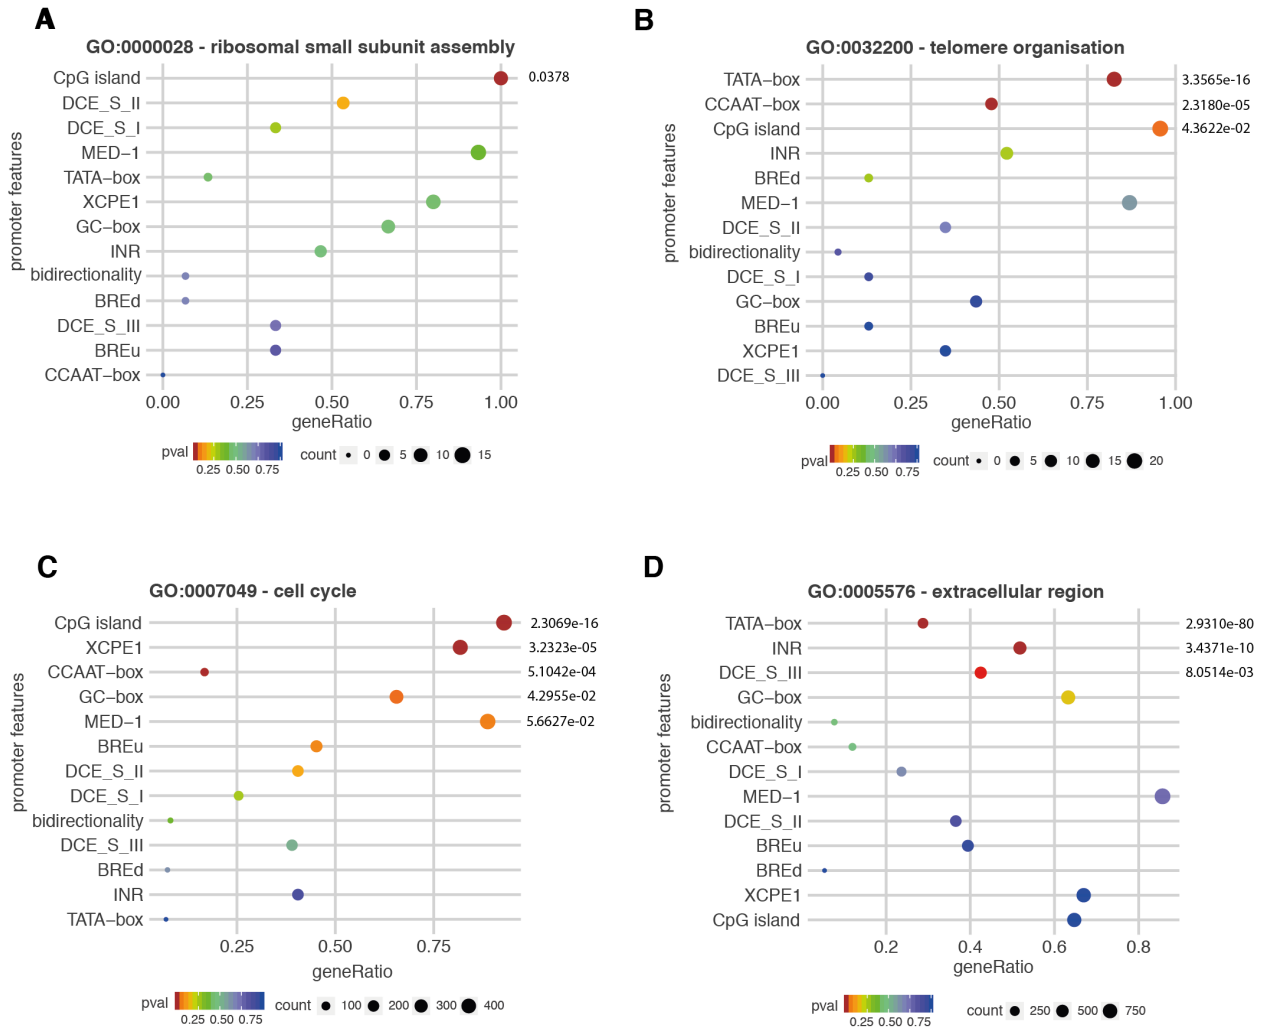 A
GO:0000028 - ribosomal small subunit assembly
promoter features
CpG island 0.0378
DCE_S_II
DCE_S_I
MED−1
TATA−box
XCPE1
GC−box
INR
bidirectionality
BREd
DCE_S_III
BREu
CCAAT−box
0.00 0.25 0.50 0.75 1.00
geneRatio
pval 0.25 0.50 0.75 count 0 5 10 15
B
GO:0032200 - telomere organisation
promoter features
TATA−box 3.3565e-16
CCAAT−box 2.3180e-05
CpG island 4.3622e-02
INR
BREd
MED−1
DCE_S_II
bidirectionality
DCE_S_I
GC−box
BREu
XCPE1
DCE_S_III
0.00 0.25 0.50 0.75 1.00
geneRatio
pval 0.25 0.50 0.75 count 0 5 10 15 20
C
GO:0007049 - cell cycle
promoter features
CpG island 2.3069e-16
XCPE1 3.2323e-05
CCAAT−box 5.1042e-04
GC−box 4.2955e-02
MED−1 5.6627e-02
BREu
DCE_S_II
DCE_S_I
bidirectionality
DCE_S_III
BREd
INR
TATA−box
0.25 0.50 0.75
geneRatio
pval 0.25 0.50 0.75 count 100 200 300 400
D
GO:0005576 - extracellular region
promoter features
TATA−box 2.9310e-80
INR 3.4371e-10
DCE_S_III 8.0514e-03
GC−box
bidirectionality
CCAAT−box
DCE_S_I
MED−1
DCE_S_II
BREu
BREd
XCPE1
CpG island
0.2 0.4 0.6 0.8
geneRatio
pval 0.25 0.50 0.75 count 250 500 750